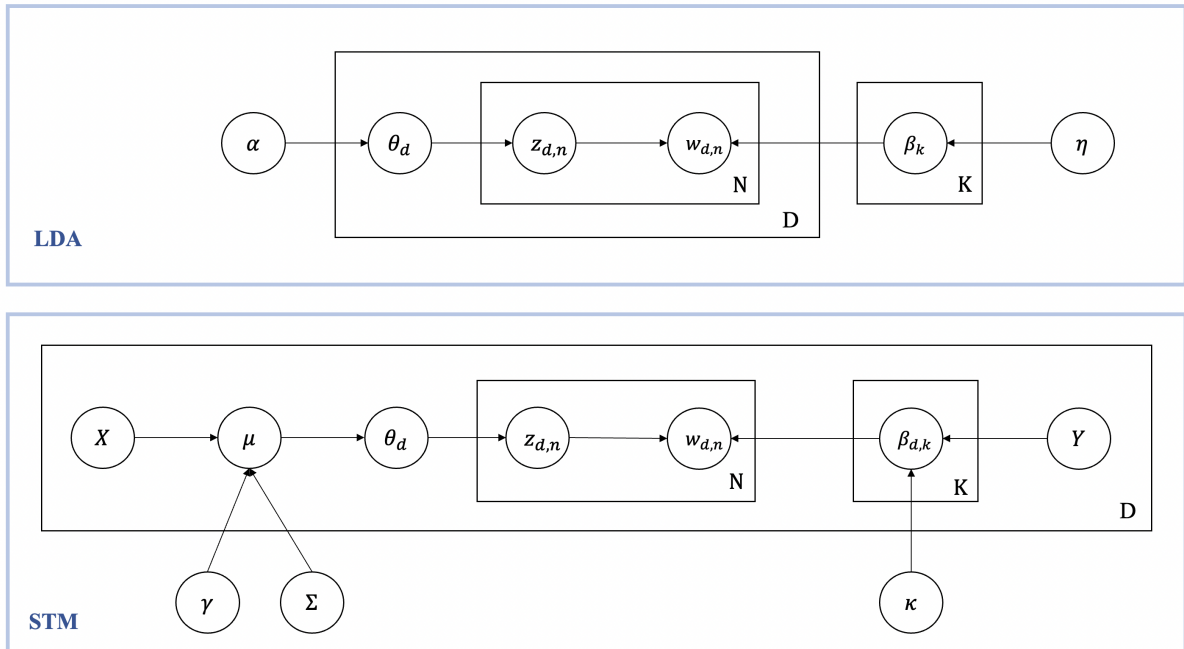 α θ_d z_{d,n} w_{d,n} β_k η
N K
D
LDA
X μ θ_d z_{d,n} w_{d,n} β_{d,k} Y
N K
D
γ Σ κ
STM